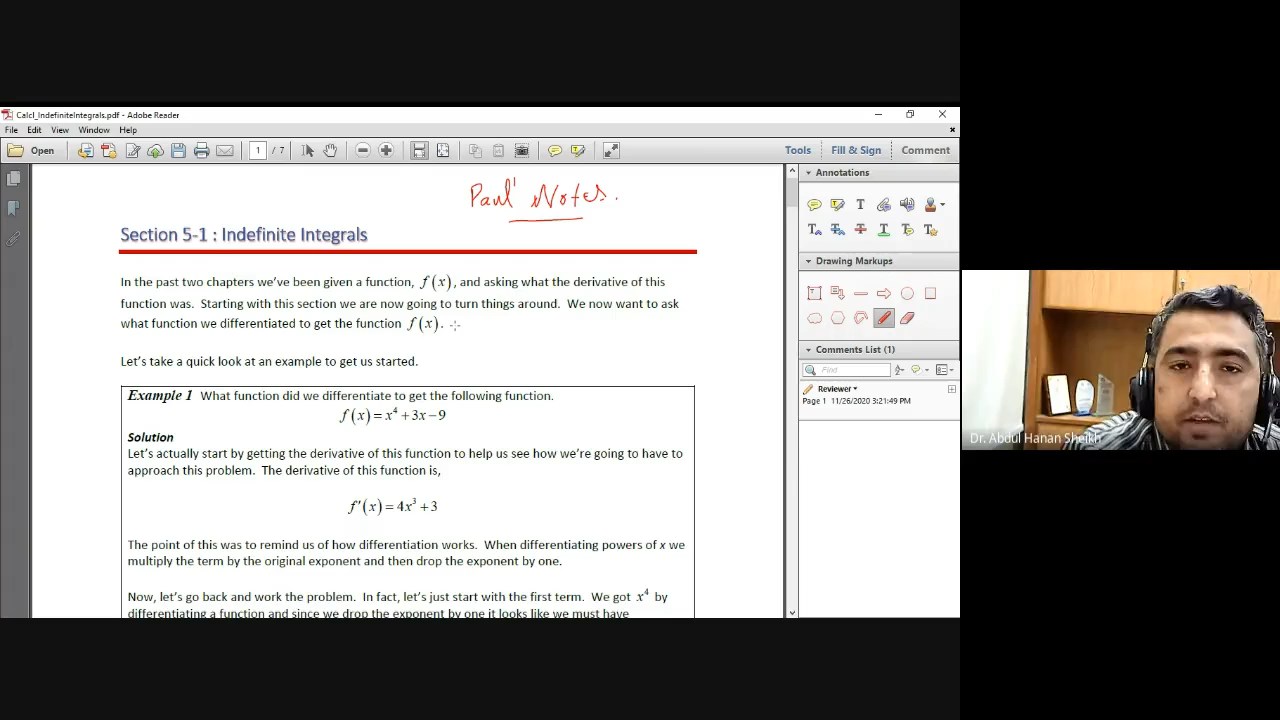 CalcI_IndefiniteIntegrals.pdf - Adobe Reader
File Edit View Window Help
Open 1 / 7 Tools Fill & Sign Comment
Paul' Notes.
Section 5-1 : Indefinite Integrals
In the past two chapters we've been given a function, f(x), and asking what the derivative of this
function was. Starting with this section we are now going to turn things around. We now want to ask
what function we differentiated to get the function f(x).
Let's take a quick look at an example to get us started.
Example 1 What function did we differentiate to get the following function.
f(x) = x⁴ + 3x − 9
Solution
Let's actually start by getting the derivative of this function to help us see how we're going to have to
approach this problem. The derivative of this function is,
f′(x) = 4x³ + 3
The point of this was to remind us of how differentiation works. When differentiating powers of x we
multiply the term by the original exponent and then drop the exponent by one.
Now, let's go back and work the problem. In fact, let's just start with the first term. We got x⁴ by
differentiating a function and since we drop the exponent by one it looks like we must have
Annotations
Drawing Markups
Comments List (1)
Find
Reviewer
Page 1 11/26/2020 3:21:49 PM
Dr. Abdul Hanan Sheikh